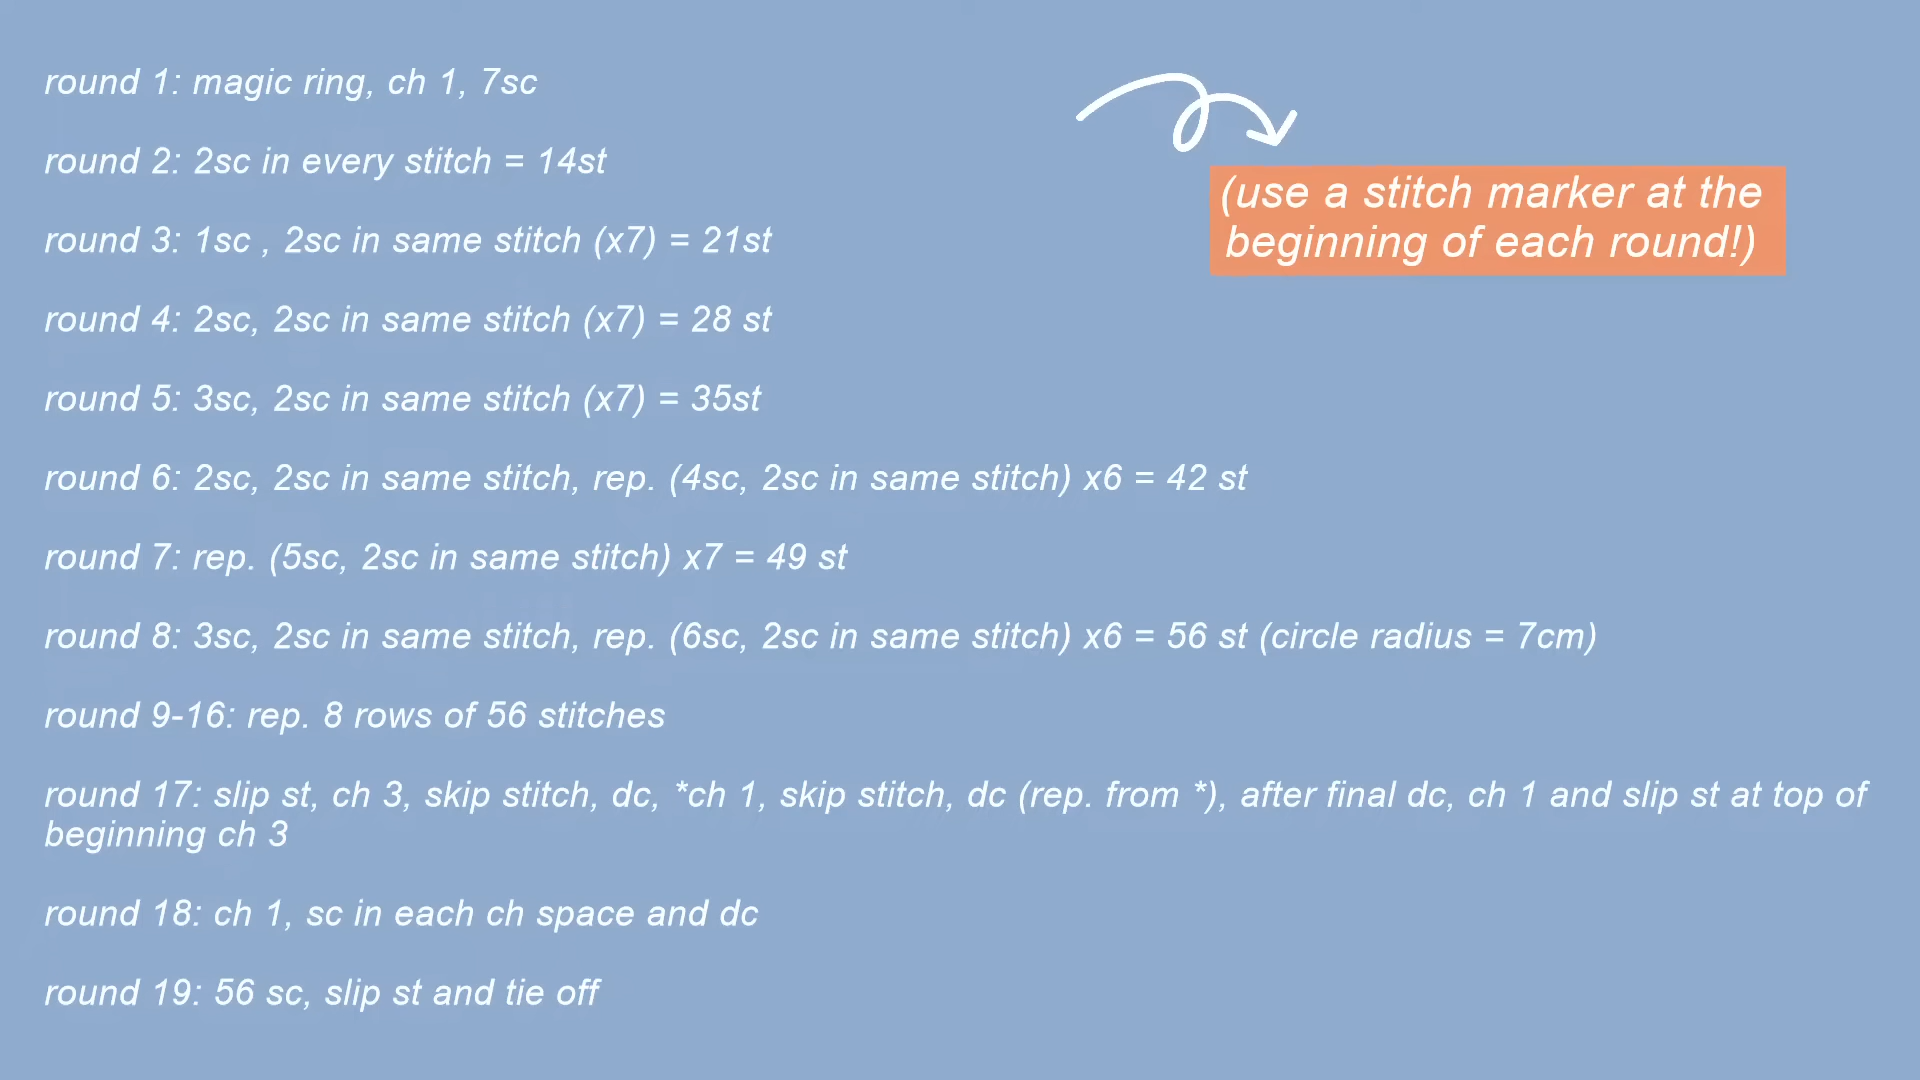 round 1: magic ring, ch 1, 7sc
round 2: 2sc in every stitch = 14st
round 3: 1sc , 2sc in same stitch (x7) = 21st
round 4: 2sc, 2sc in same stitch (x7) = 28 st
round 5: 3sc, 2sc in same stitch (x7) = 35st
round 6: 2sc, 2sc in same stitch, rep. (4sc, 2sc in same stitch) x6 = 42 st
round 7: rep. (5sc, 2sc in same stitch) x7 = 49 st
round 8: 3sc, 2sc in same stitch, rep. (6sc, 2sc in same stitch) x6 = 56 st (circle radius = 7cm)
round 9-16: rep. 8 rows of 56 stitches
round 17: slip st, ch 3, skip stitch, dc, *ch 1, skip stitch, dc (rep. from *), after final dc, ch 1 and slip st at top of
beginning ch 3
round 18: ch 1, sc in each ch space and dc
round 19: 56 sc, slip st and tie off
(use a stitch marker at the
beginning of each round!)